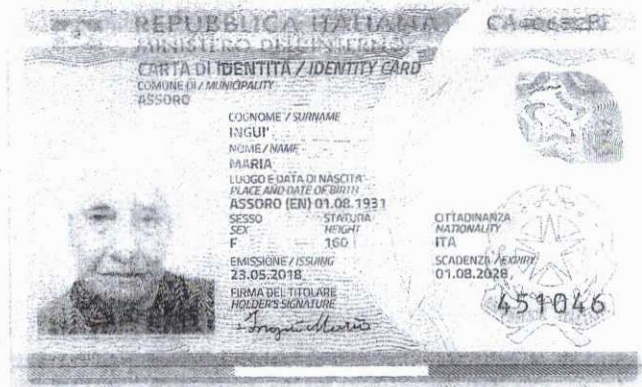 REPUBBLICA ITALIANA
MINISTERO DELL'INTERNO
CARTA DI IDENTITÀ / IDENTITY CARD
COMUNE DI / MUNICIPALITY
ASSORO
COGNOME / SURNAME
INGUI'
NOME / NAME
MARIA
LUOGO E DATA DI NASCITA
PLACE AND DATE OF BIRTH
ASSORO (EN) 01.08.1931
SESSO STATURA CITTADINANZA
SEX HEIGHT NATIONALITY
F 160 ITA
EMISSIONE / ISSUING SCADENZA / EXPIRY
23.05.2018 01.08.2028
FIRMA DEL TITOLARE
HOLDER'S SIGNATURE
451046
Ingui Maria